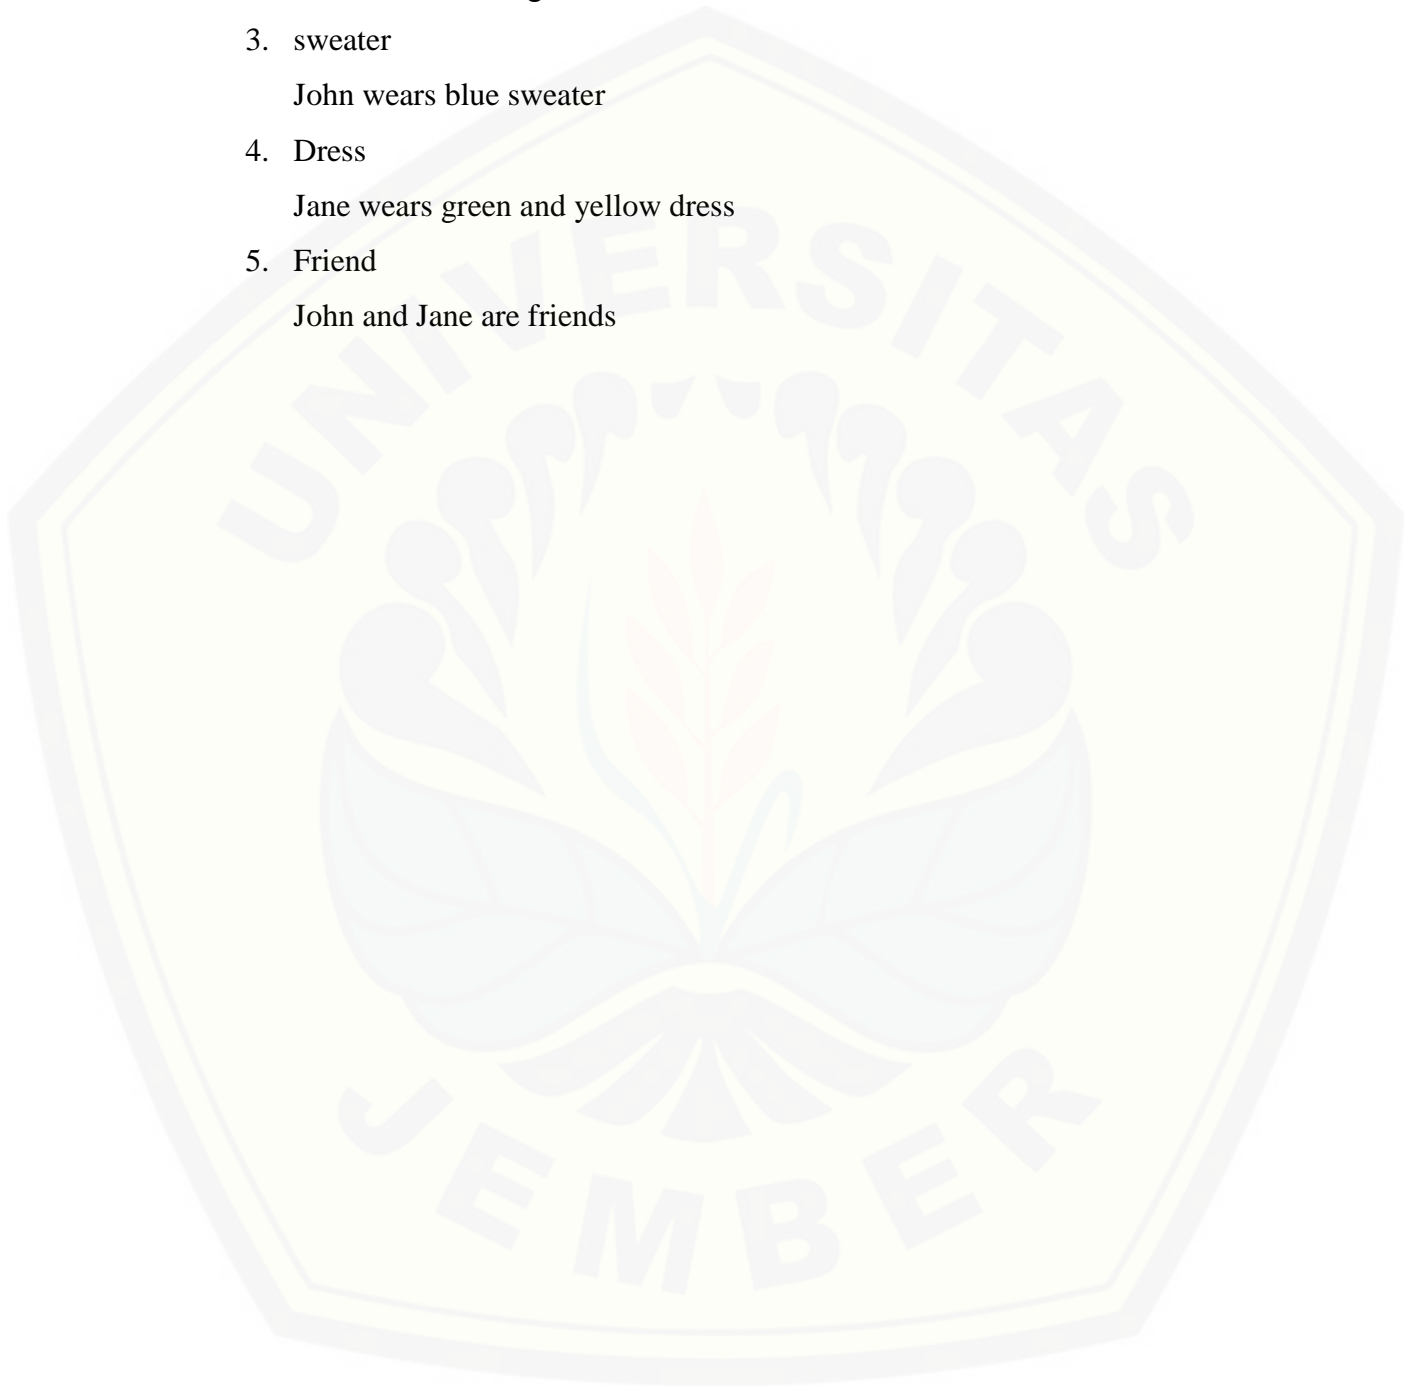 3. sweater
John wears blue sweater
4. Dress
Jane wears green and yellow dress
5. Friend
John and Jane are friends
UNIVERSITAS
JEMBER